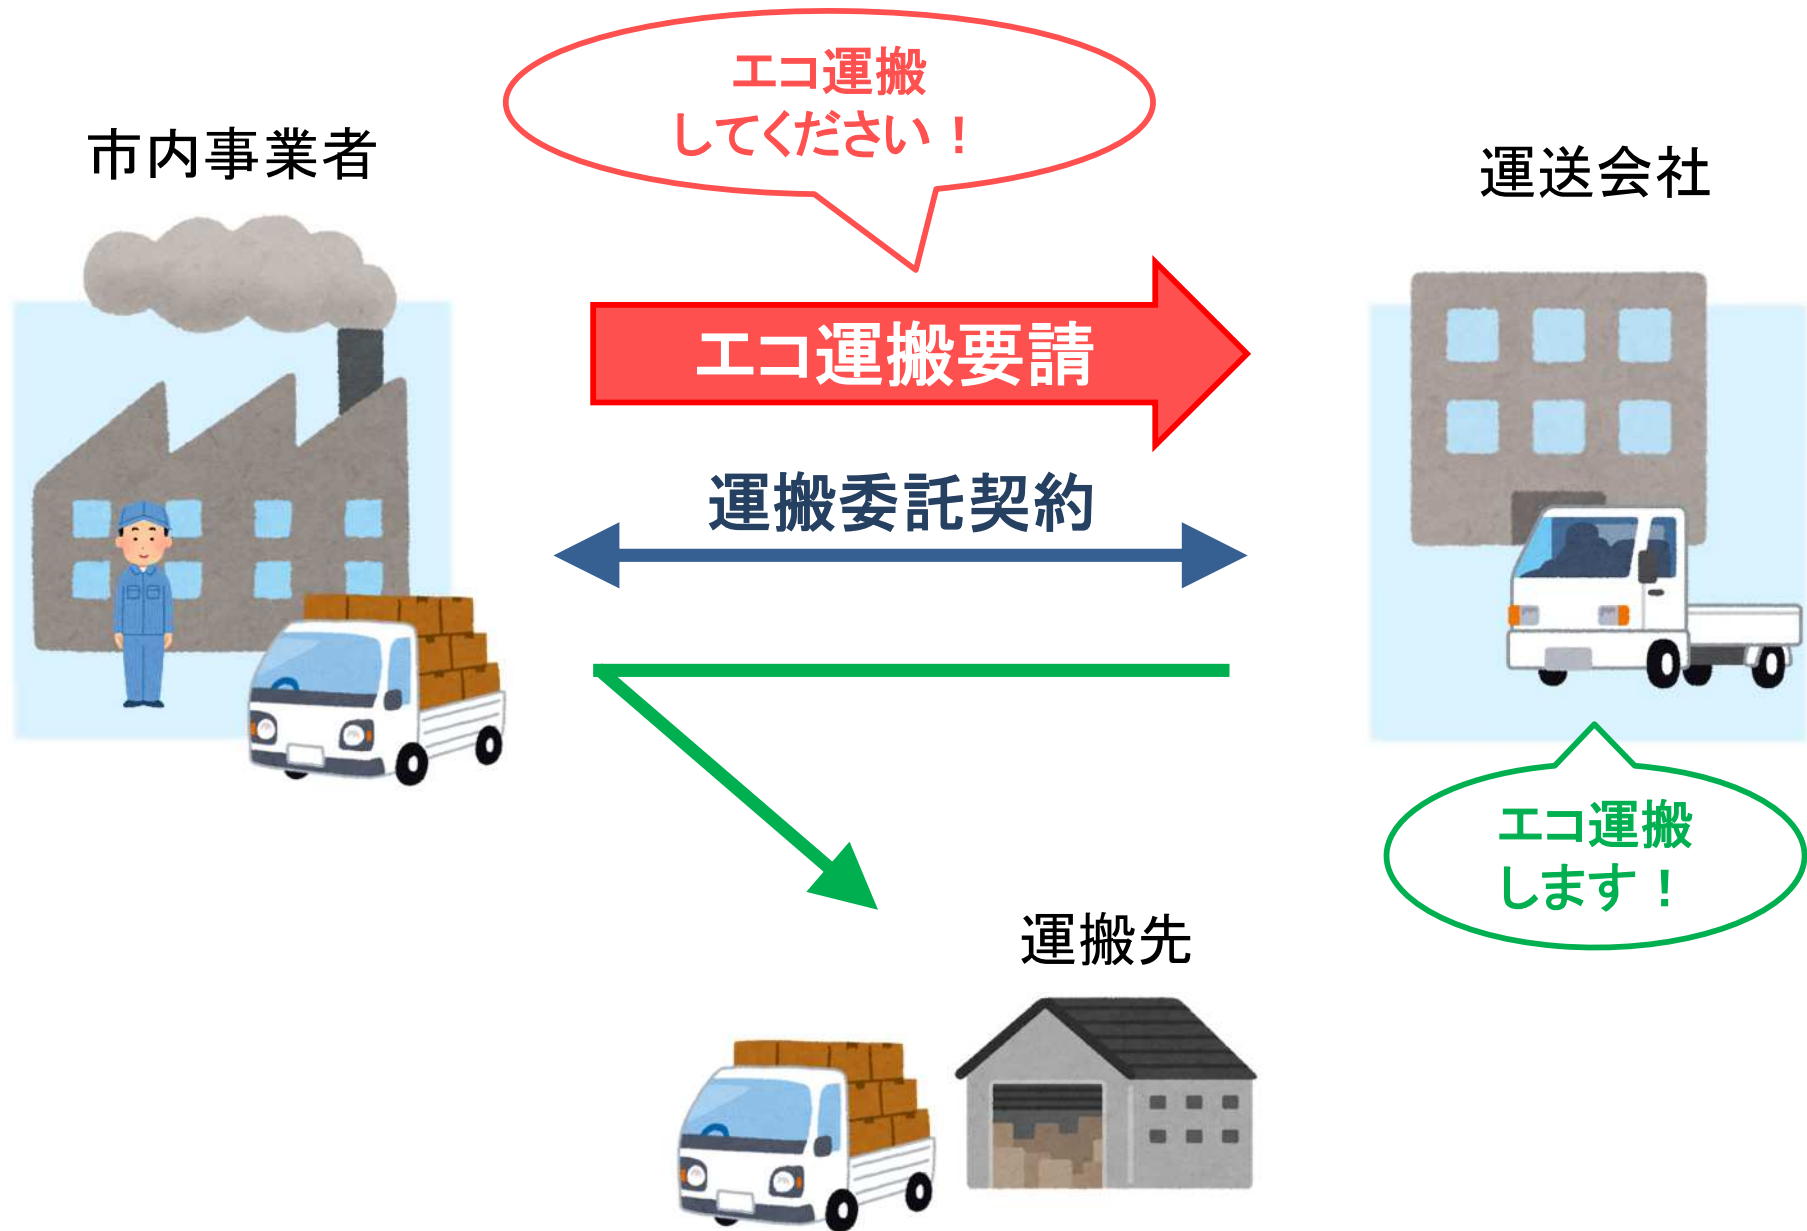 エコ運搬
してください！
市内事業者
運送会社
エコ運搬要請
運搬委託契約
エコ運搬
します！
運搬先